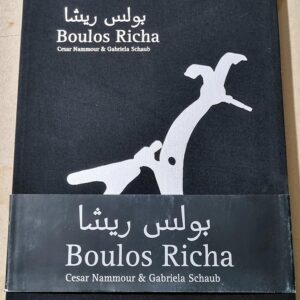 بولس ريشا
Boulos Richa
Cesar Nammour & Gabriela Schaub
بولس ريشا
Boulos Richa
Cesar Nammour & Gabriela Schaub